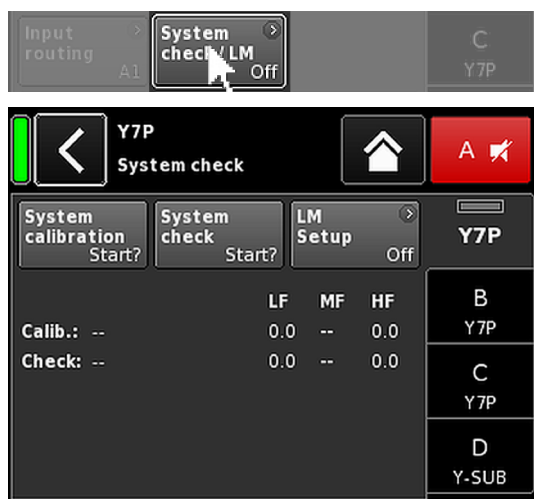 Input
routing
A1
System
check/LM
Off
C
Y7P
Y7P
System check
A
System
calibration
Start?
System
check
Start?
LM
Setup
Off
Y7P
LF MF HF
Calib.: -- 0.0 -- 0.0
Check: -- 0.0 -- 0.0
B
Y7P
C
Y7P
D
Y-SUB